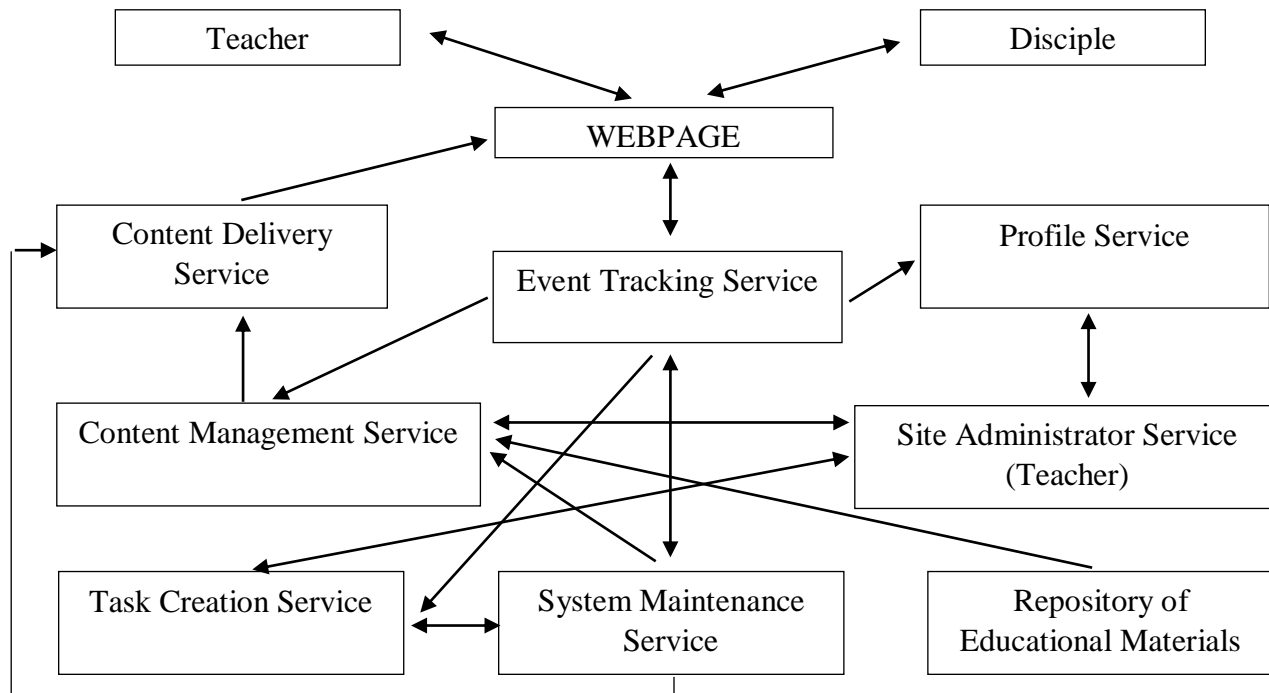 Teacher
Disciple
WEBPAGE
Content Delivery
Service
Profile Service
Event Tracking Service
Content Management Service
Site Administrator Service
(Teacher)
Task Creation Service
System Maintenance
Service
Repository of
Educational Materials